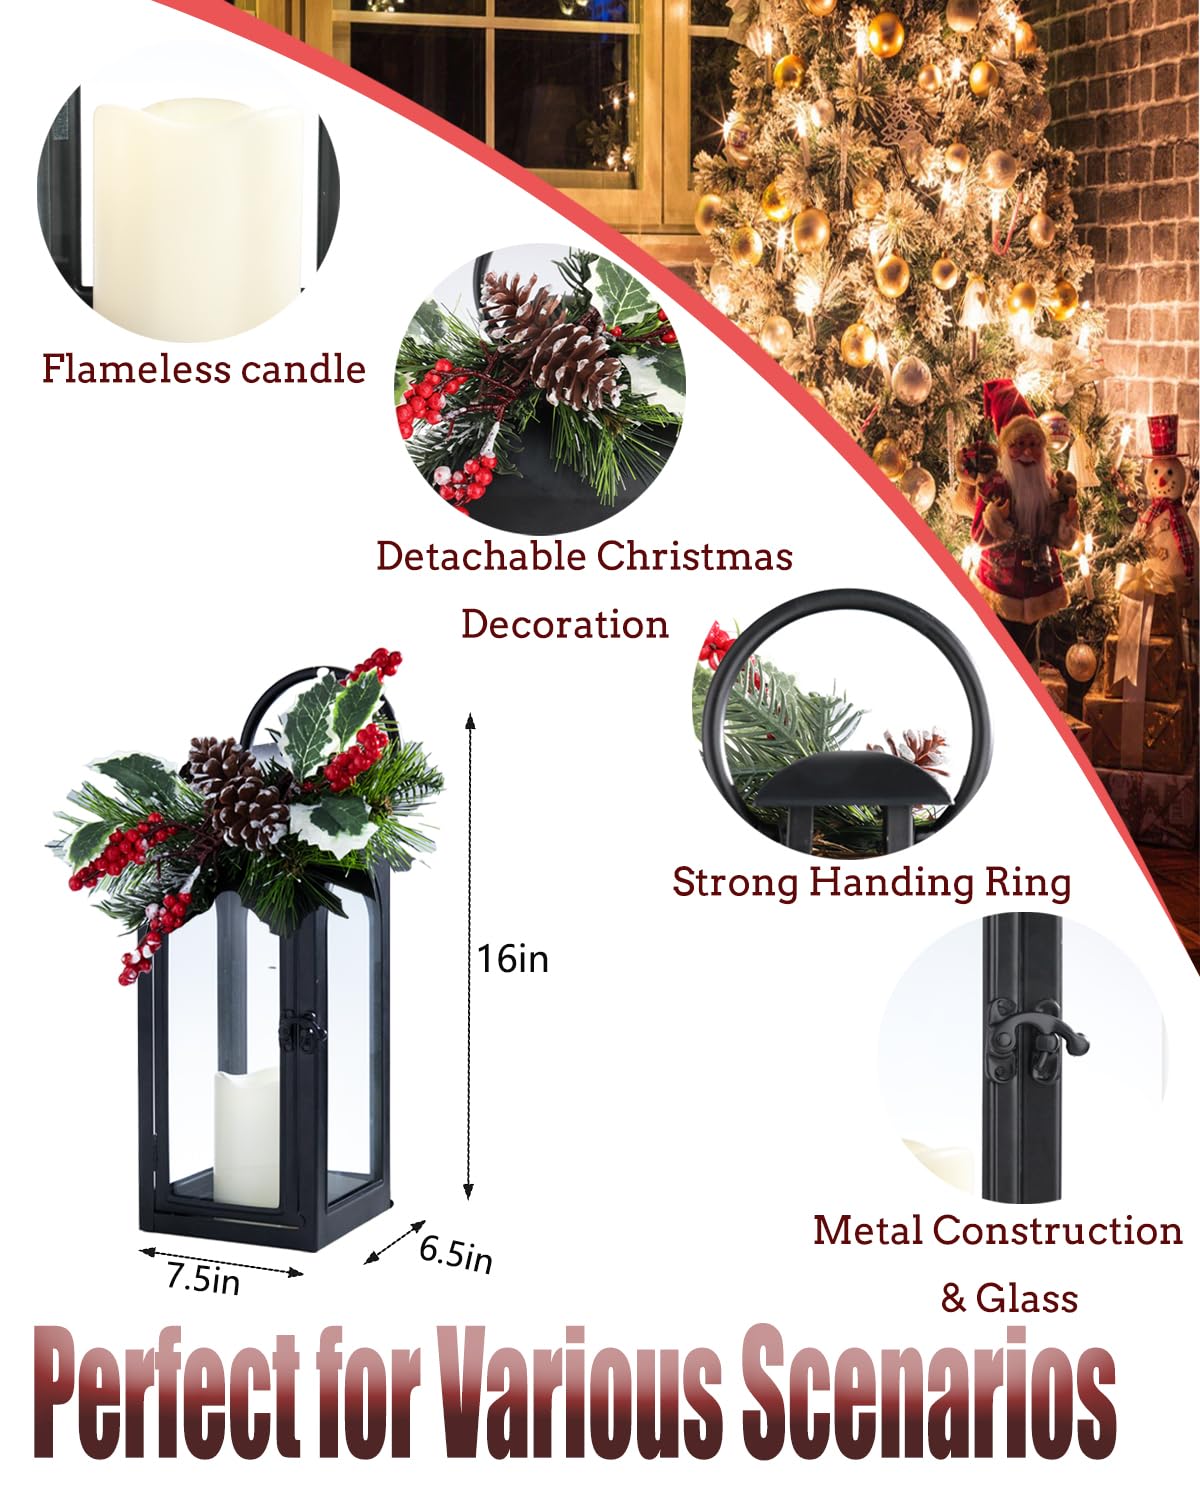 Flameless candle
Detachable Christmas
Decoration
Strong Handing Ring
16in
6.5in
7.5in
Metal Construction
& Glass
Perfect for Various Scenarios